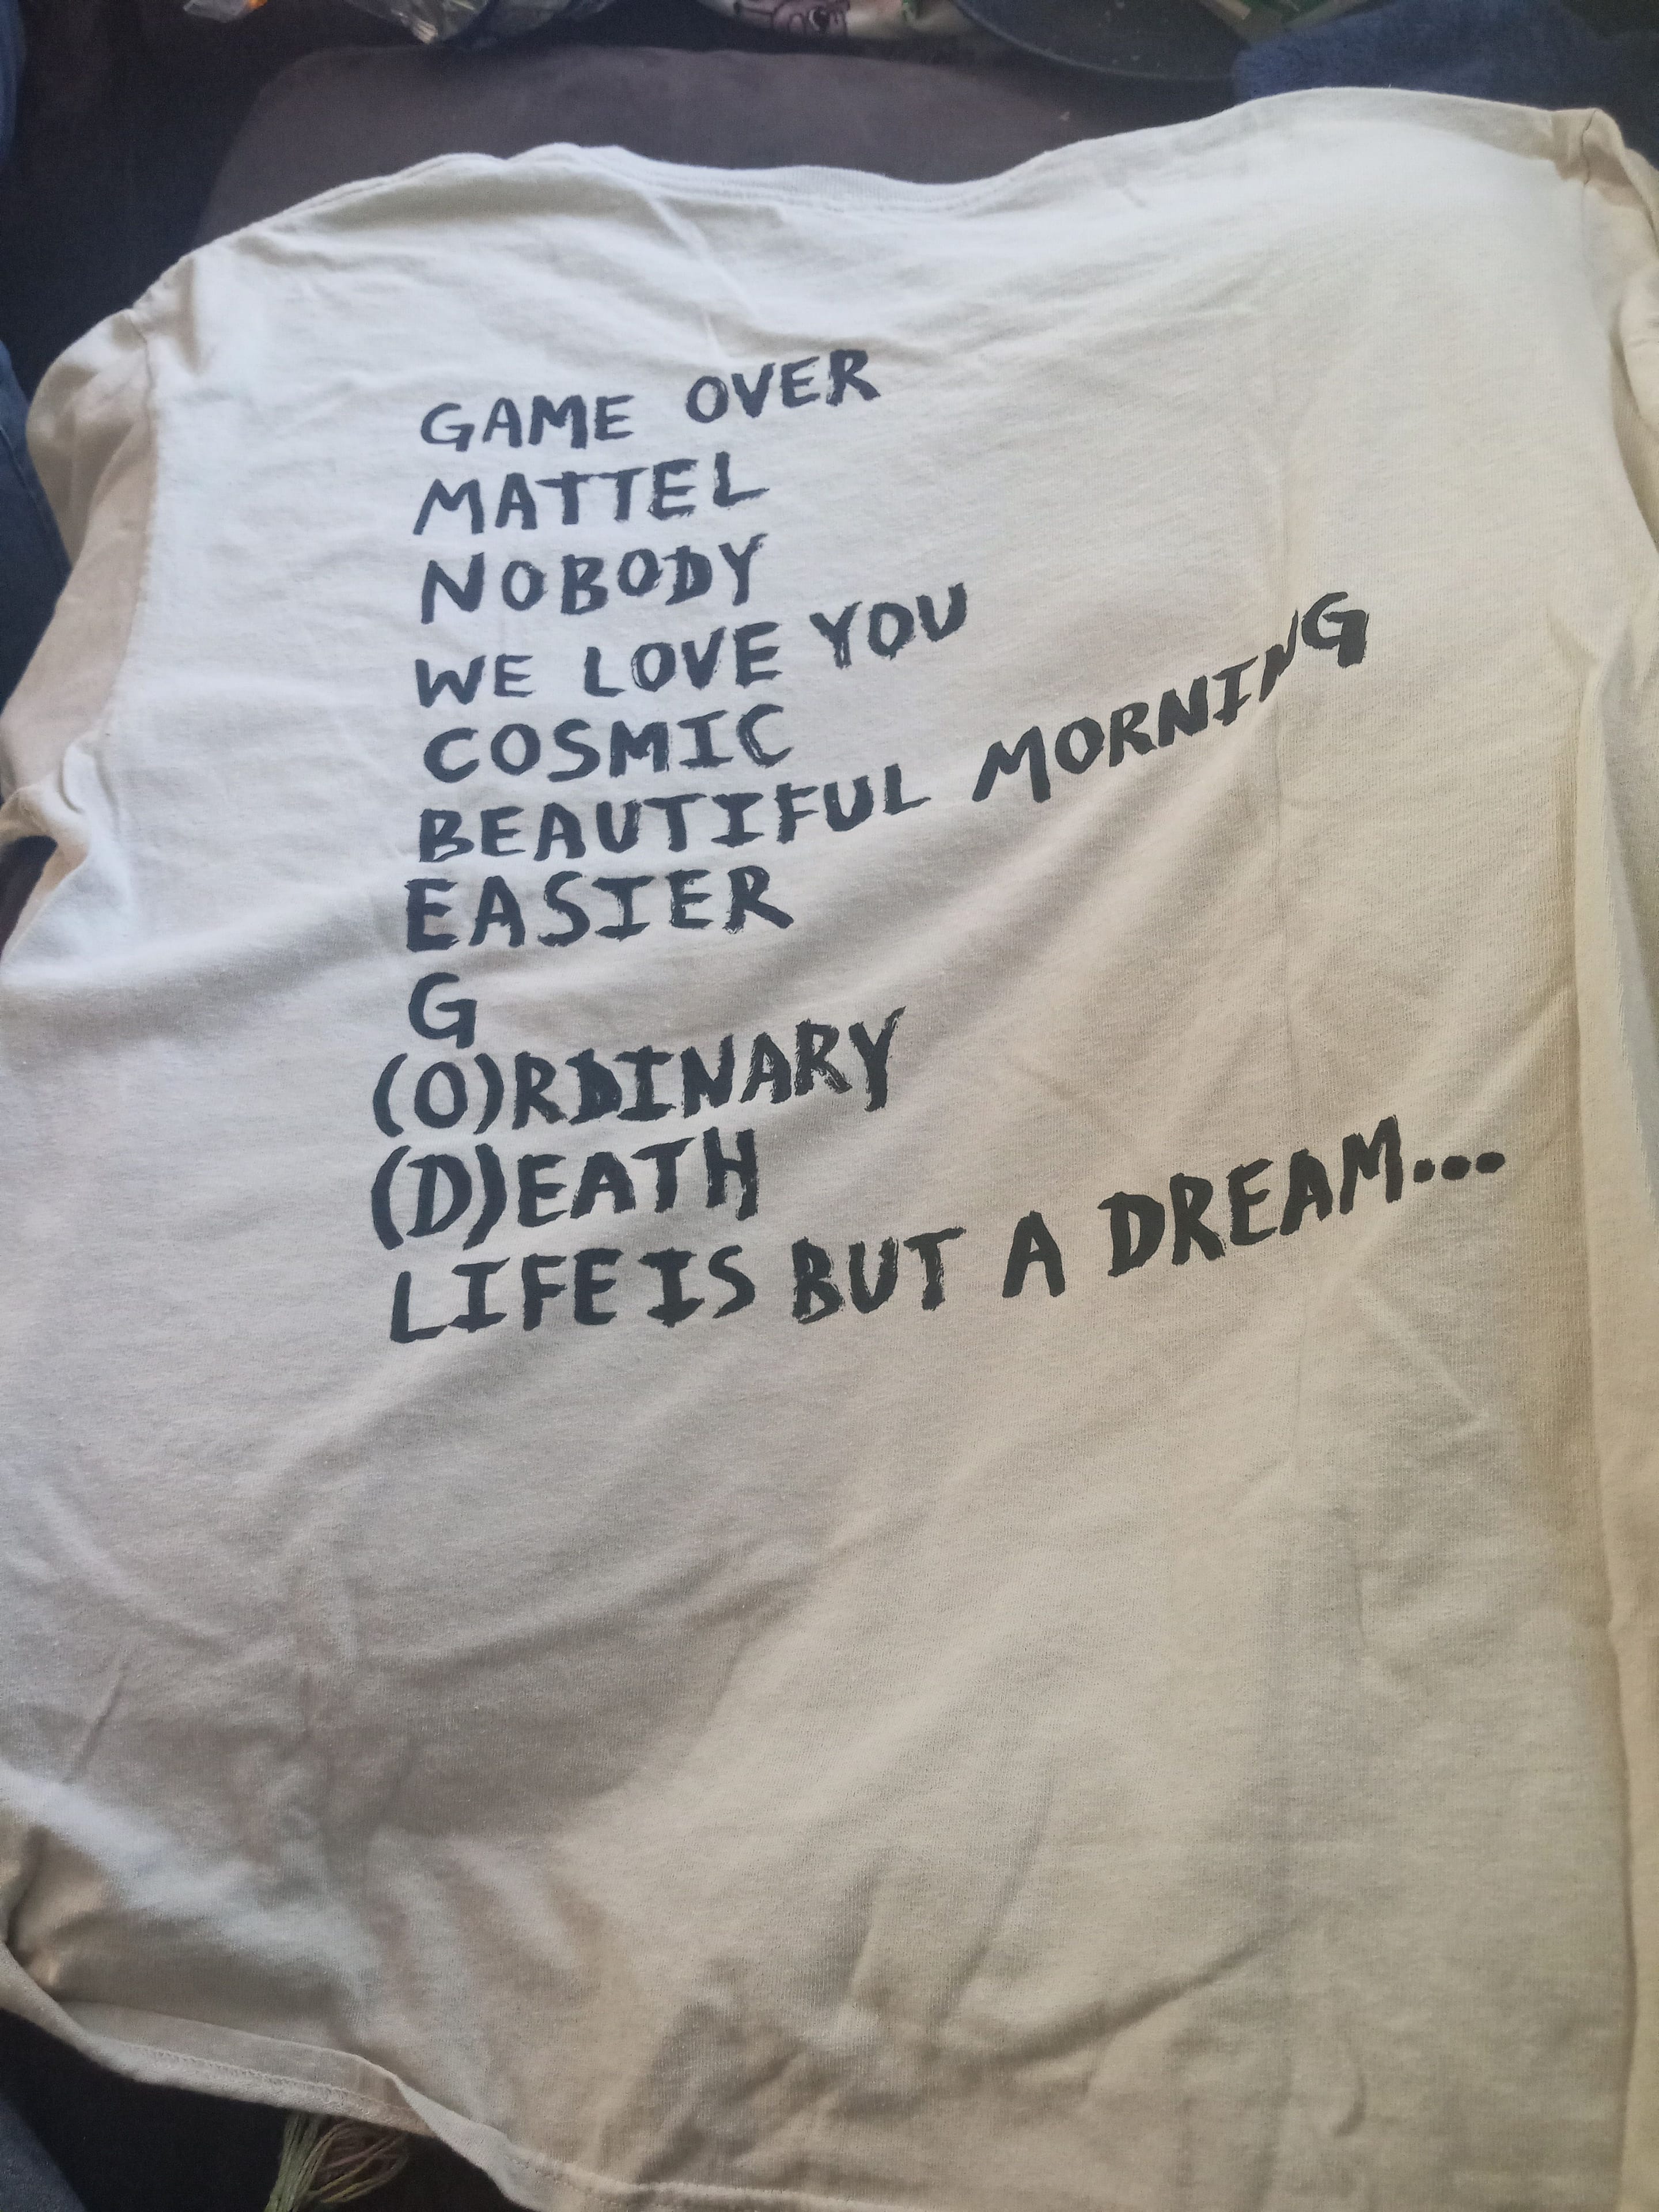 GAME OVER
MATTEL
NOBODY
WE LOVE YOU
COSMIC
BEAUTIFUL MORNING
EASIER
G
(O)RDINARY
(D)EATH
LIFE IS BUT A DREAM...